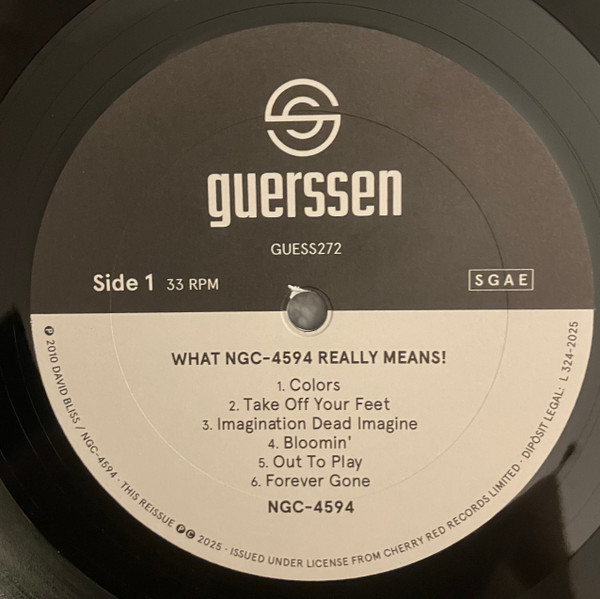 guerssen
GUESS272
Side 1 33 RPM
SGAE
WHAT NGC-4594 REALLY MEANS!
1. Colors
2. Take Off Your Feet
3. Imagination Dead Imagine
4. Bloomin'
5. Out To Play
6. Forever Gone
NGC-4594
℗ 2010 DAVID BLISS / NGC-4594 · THIS REISSUE ℗© 2025 · ISSUED UNDER LICENSE FROM CHERRY RED RECORDS LIMITED · DIPÒSIT LEGAL: L 324-2025